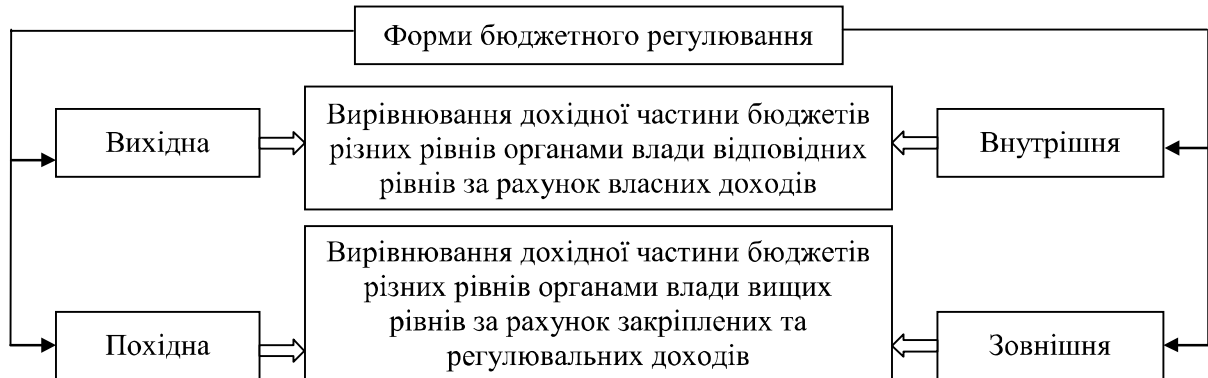 Форми бюджетного регулювання
Вихідна
Вирівнювання дохідної частини бюджетів
різних рівнів органами влади відповідних
рівнів за рахунок власних доходів
Внутрішня
Похідна
Вирівнювання дохідної частини бюджетів
різних рівнів органами влади вищих
рівнів за рахунок закріплених та
регулювальних доходів
Зовнішня